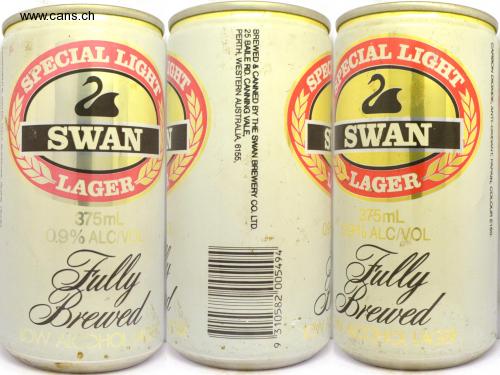 www.cans.ch
SPECIAL LIGHT
SWAN
LAGER
375mL
0.9% ALC/VOL
Fully
Brewed
LOW ALCOHOL LAGER
BREWED & CANNED BY THE SWAN BREWERY CO. LTD.
25 BAILE RD. CANNING VALE.
PERTH, WESTERN AUSTRALIA, 6155.
9 310582 005494
SPECIAL LIGHT
SWAN
LAGER
375mL
0.9% ALC/VOL
Fully
Brewed
LOW ALCOHOL LAGER